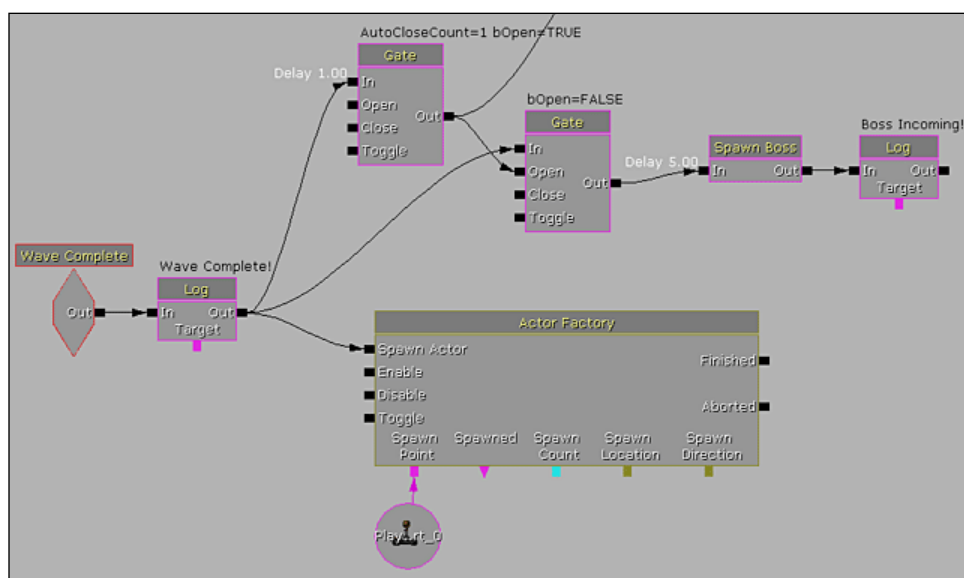 AutoCloseCount=1 bOpen=TRUE
Gate
Delay 1.00
In
Open
Close
Toggle
Out
bOpen=FALSE
Gate
In
Open
Close
Toggle
Out
Delay 5.00
Spawn Boss
In
Out
Boss Incoming!
Log
In
Out
Target
Wave Complete
Out
Wave Complete!
Log
In
Out
Target
Actor Factory
Spawn Actor
Enable
Disable
Toggle
Finished
Aborted
Spawn
Point
Spawned
Spawn
Count
Spawn
Location
Spawn
Direction